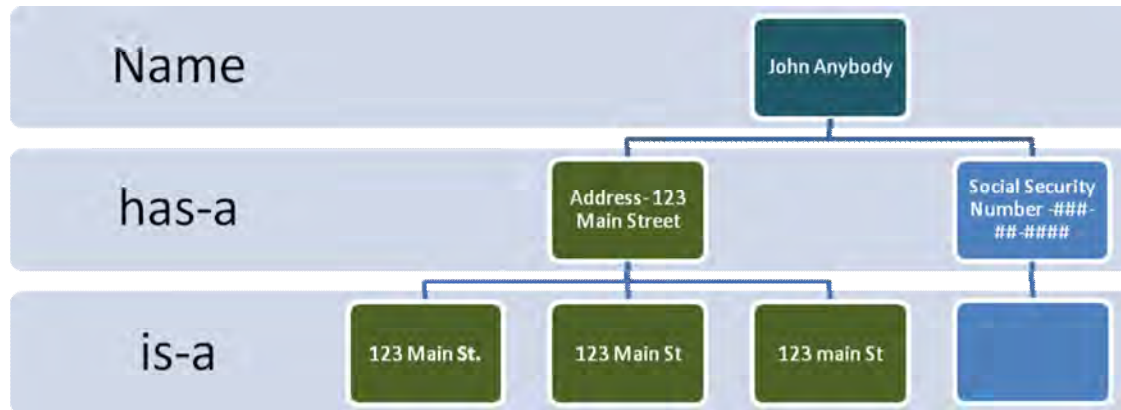 Name
John Anybody
has-a
Address- 123
Main Street
Social Security
Number -###-
##-####
is-a
123 Main St.
123 Main St
123 main St